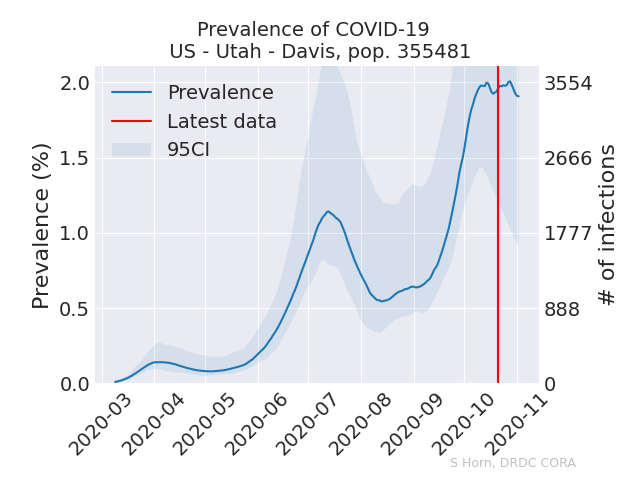 Prevalence of COVID-19
US - Utah - Davis, pop. 355481
Prevalence
Latest data
95CI
Prevalence (%)
2.0
1.5
1.0
0.5
0.0
3554
2666
1777
888
0
# of infections
2020-03
2020-04
2020-05
2020-06
2020-07
2020-08
2020-09
2020-10
2020-11
S Horn, DRDC CORA